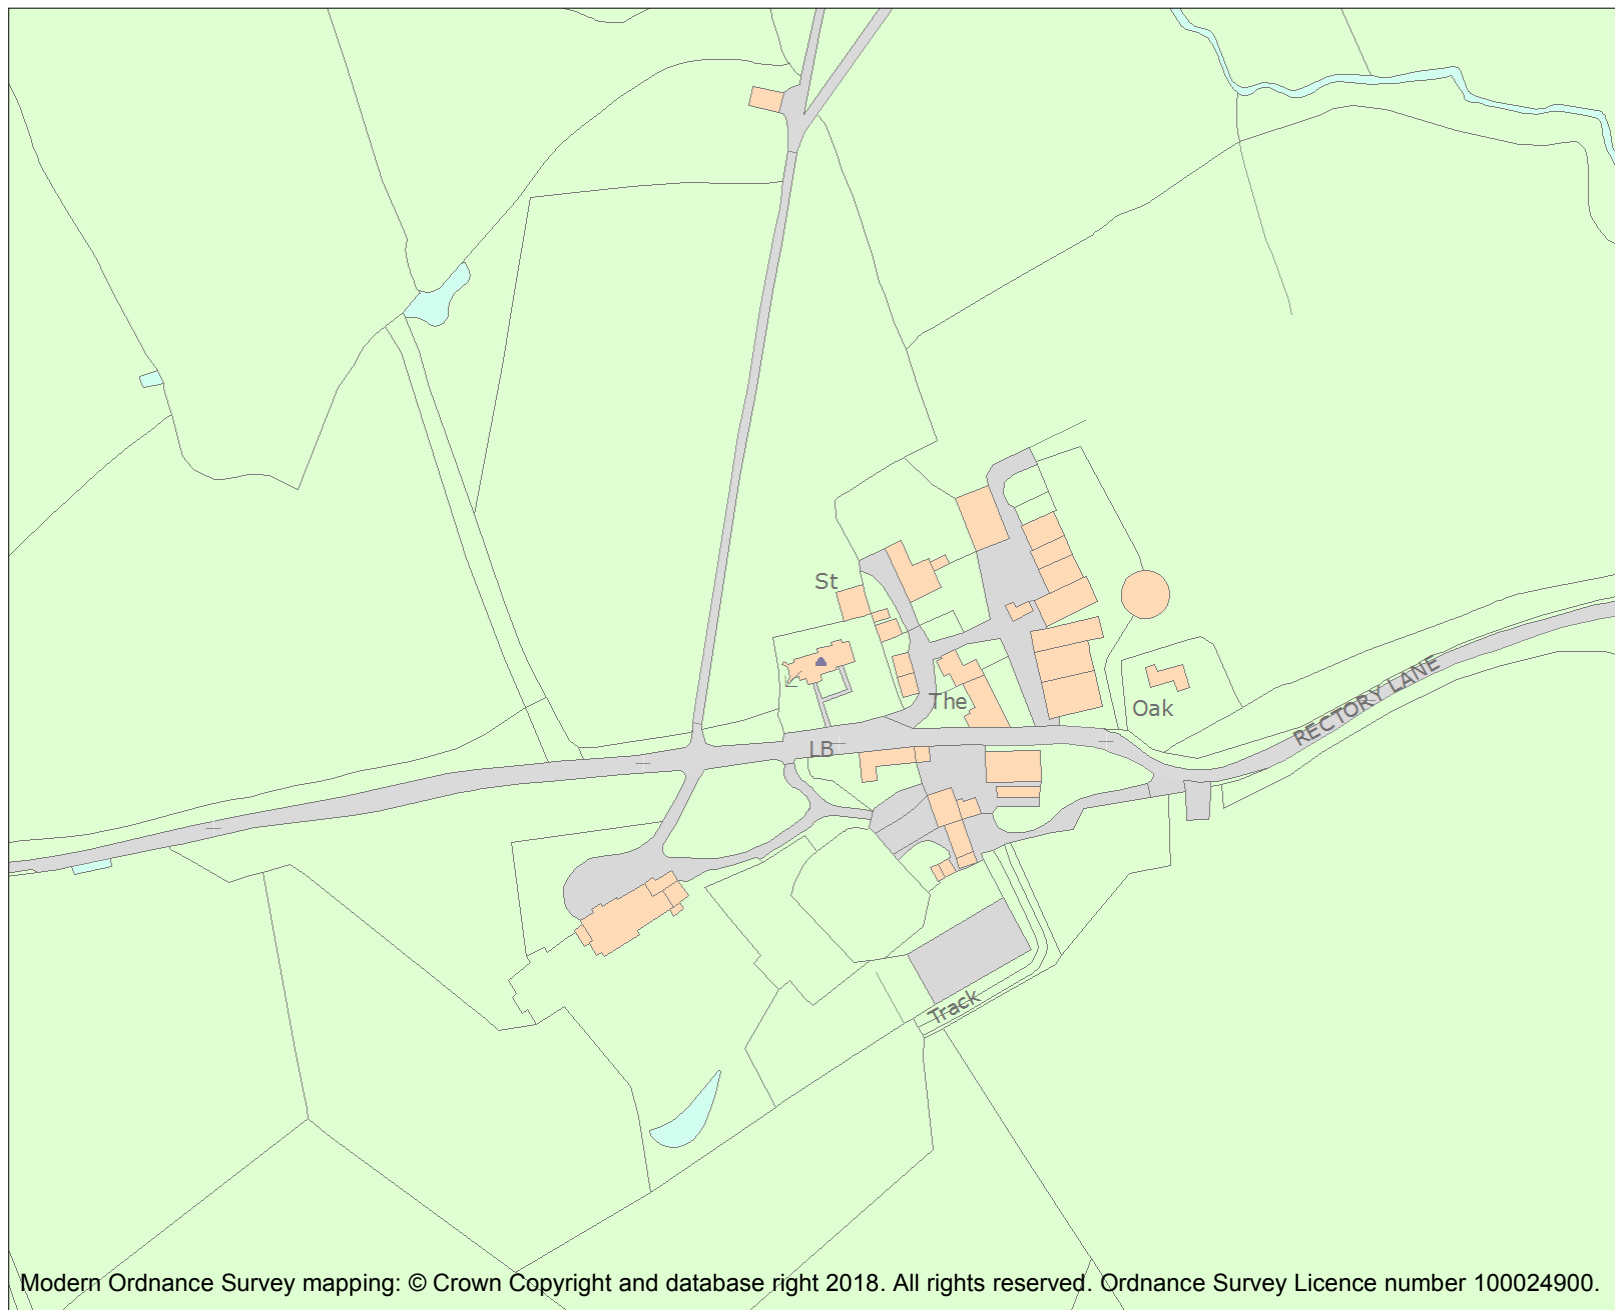 St
The
Oak
RECTORY LANE
LB
Track
Modern Ordnance Survey mapping: © Crown Copyright and database right 2018. All rights reserved. Ordnance Survey Licence number 100024900.